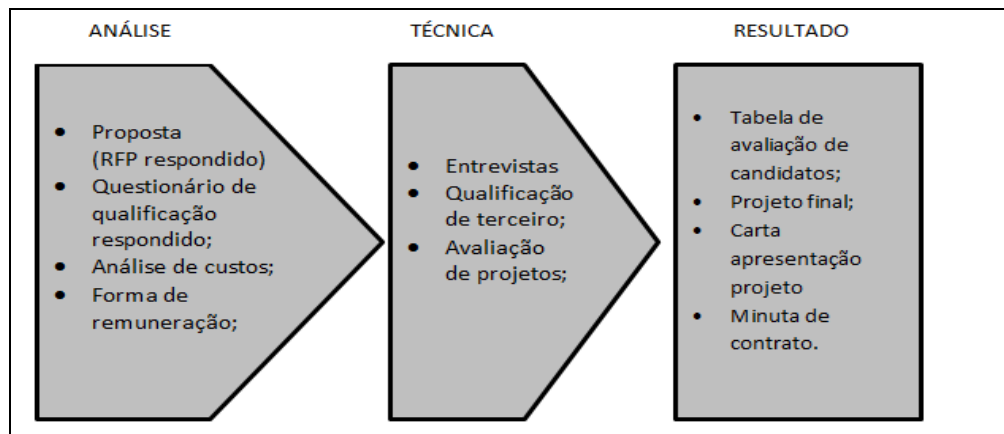 ANÁLISE
TÉCNICA
RESULTADO
• Proposta
(RFP respondido)
• Questionário de
qualificação
respondido;
• Análise de custos;
• Forma de
remuneração;
• Entrevistas
• Qualificação
de terceiro;
• Avaliação
de projetos;
• Tabela de
avaliação de
candidatos;
• Projeto final;
• Carta
apresentação
projeto
• Minuta de
contrato.